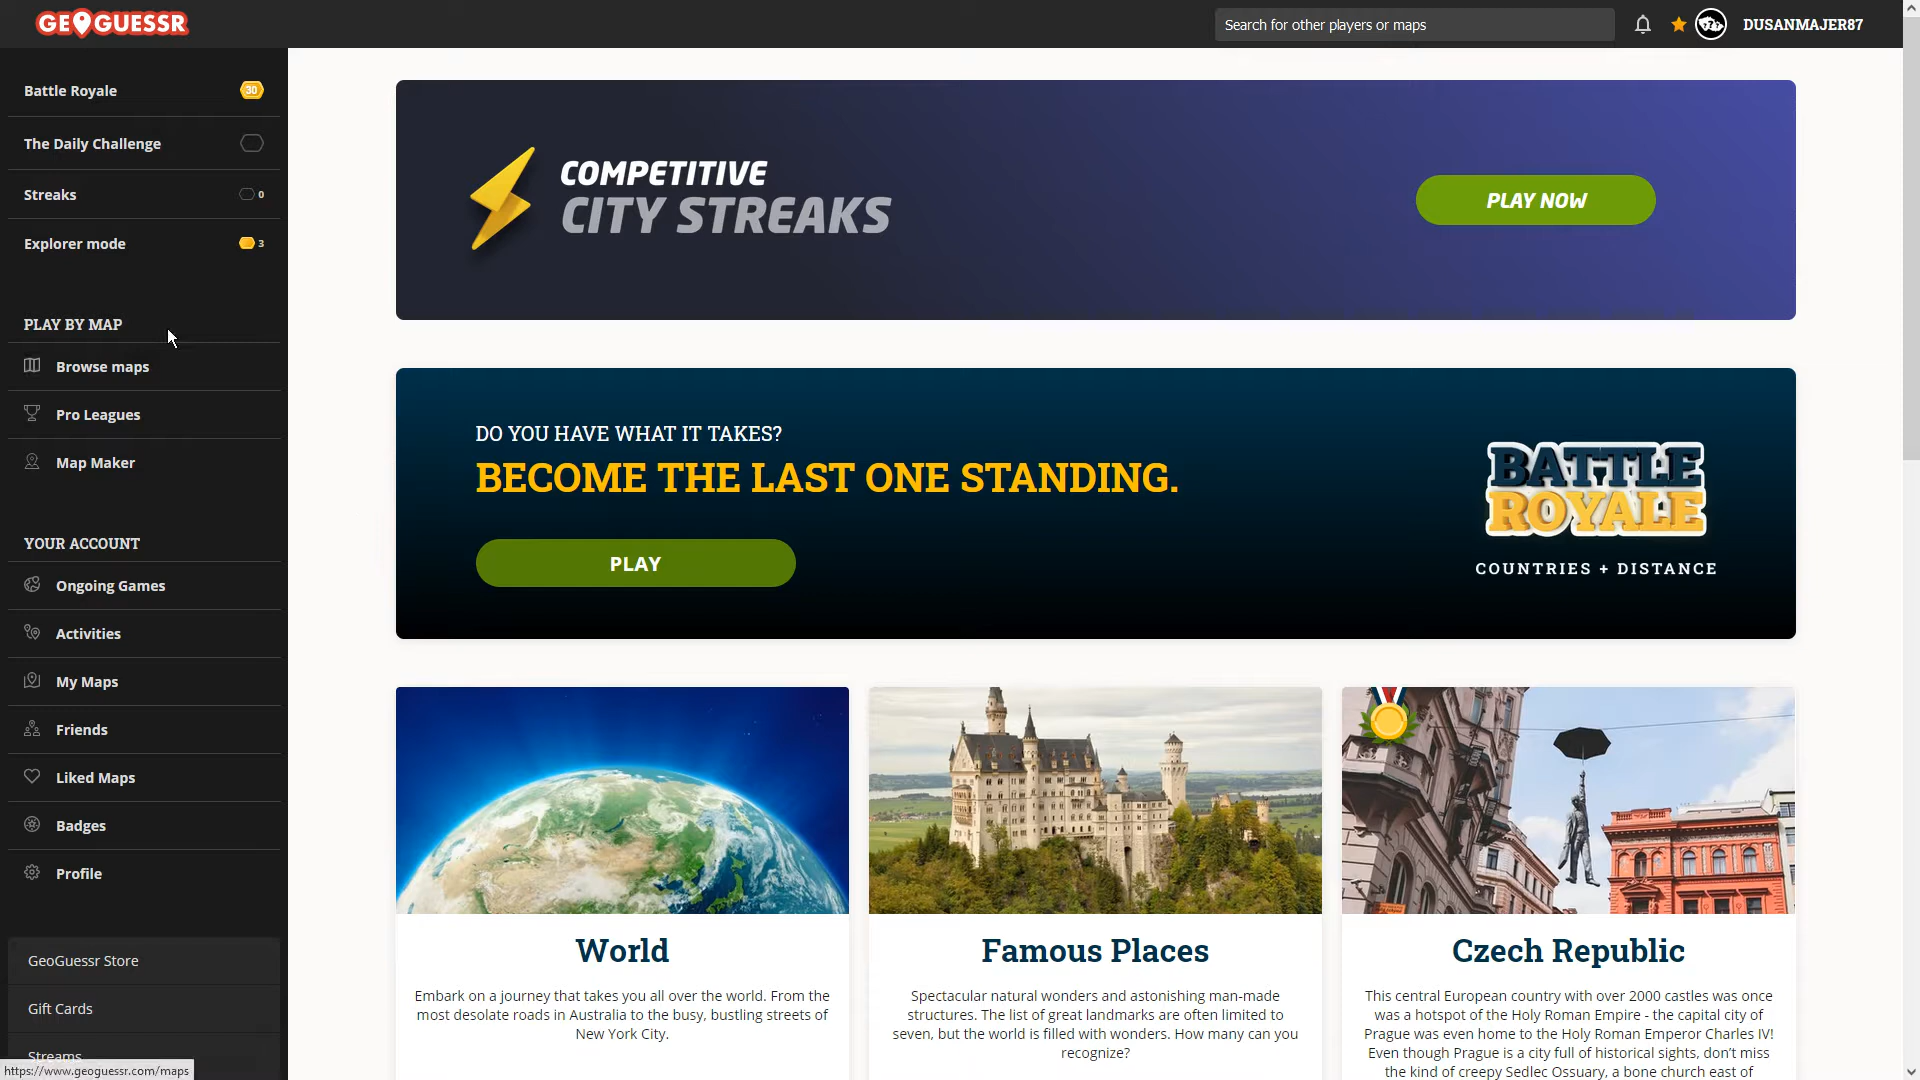 GEOGUESSR
Search for other players or maps
DUSANMAJER87
Battle Royale
30
The Daily Challenge
Streaks
0
Explorer mode
3
PLAY BY MAP
Browse maps
Pro Leagues
Map Maker
YOUR ACCOUNT
Ongoing Games
Activities
My Maps
Friends
Liked Maps
Badges
Profile
GeoGuessr Store
Gift Cards
Streams
https://www.geoguessr.com/maps
COMPETITIVE
CITY STREAKS
PLAY NOW
DO YOU HAVE WHAT IT TAKES?
BECOME THE LAST ONE STANDING.
PLAY
BATTLE
ROYALE
COUNTRIES + DISTANCE
World
Embark on a journey that takes you all over the world. From the
most desolate roads in Australia to the busy, bustling streets of
New York City.
Famous Places
Spectacular natural wonders and astonishing man-made
structures. The list of great landmarks are often limited to
seven, but the world is filled with wonders. How many can you
recognize?
Czech Republic
This central European country with over 2000 castles was once
was a hotspot of the Holy Roman Empire - the capital city of
Prague was even home to the Holy Roman Emperor Charles IV!
Even though Prague is a city full of historical sights, don't miss
the kind of creepy Sedlec Ossuary, a bone church east of